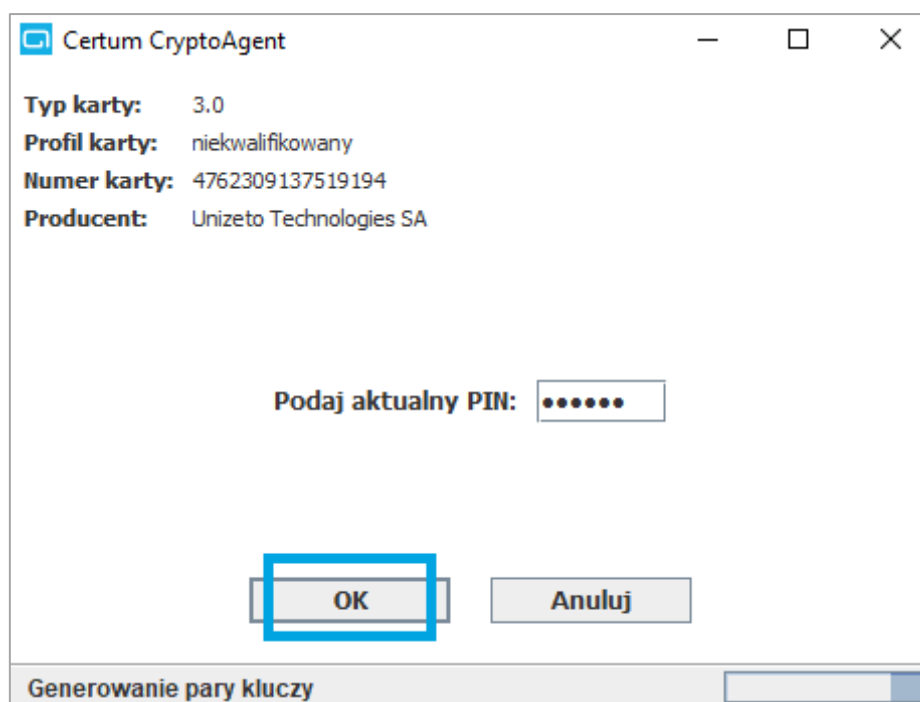 Certum CryptoAgent
Typ karty: 3.0
Profil karty: niekwalifikowany
Numer karty: 4762309137519194
Producent: Unizeto Technologies SA
Podaj aktualny PIN: ••••••
OK Anuluj
Generowanie pary kluczy